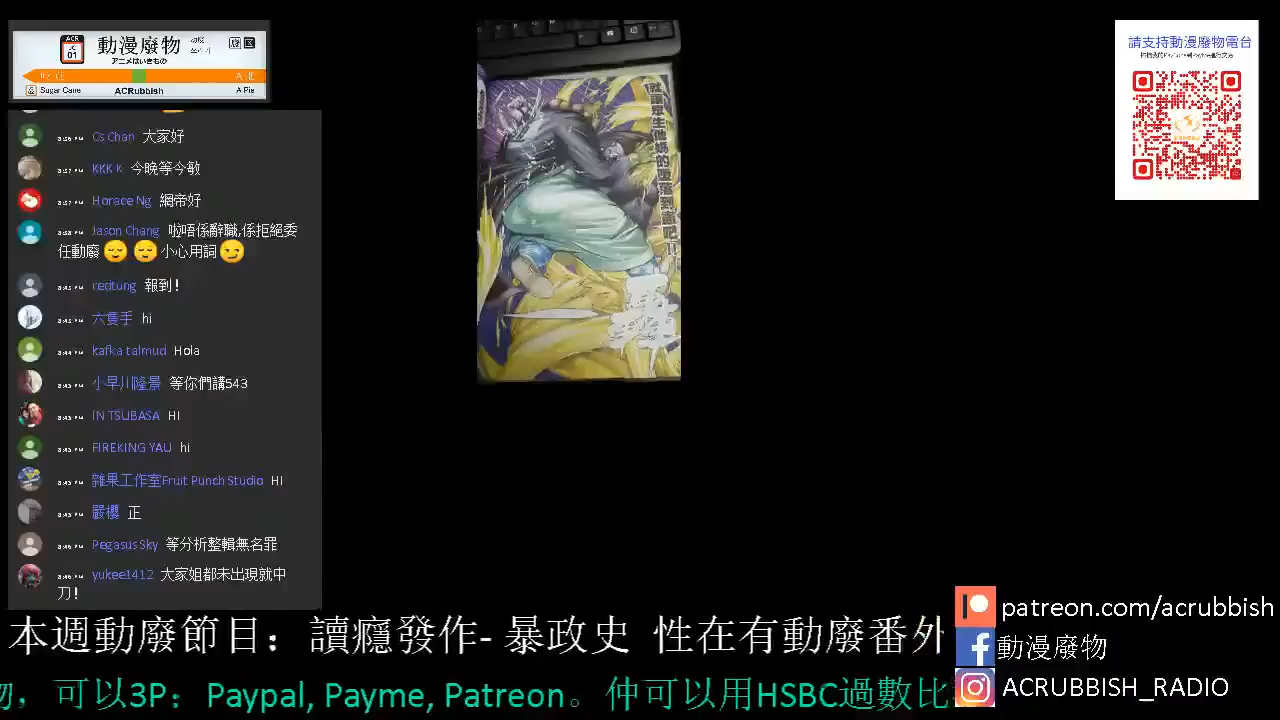 ACR
01
動漫廢物
アニメはいきもの
Sugar Cane
ACRubbish
A Pie
Cs Chan 大家好
KKK K 今晚等今敏
Horace Ng 網帝好
Jason Chang 啦唔係辭職,係拒絕委
任動廢 小心用詞
redtung 報到!
六隻手 hi
kafka talmud Hola
小早川隆景 等你們講543
IN TSUBASA HI
FIREKING YAU hi
雜果工作室Fruit Punch Studio HI
嚴櫻 正
Pegasus Sky 等分析整輯無名罪
yukee1412 大家姐都未出現就中
刀!
請支持動漫廢物電台
本週動廢節目：讀癮發作- 暴政史 性在有動廢番外
物，可以3P：Paypal, Payme, Patreon。仲可以用HSBC過數比
patreon.com/acrubbish
動漫廢物
ACRUBBISH_RADIO